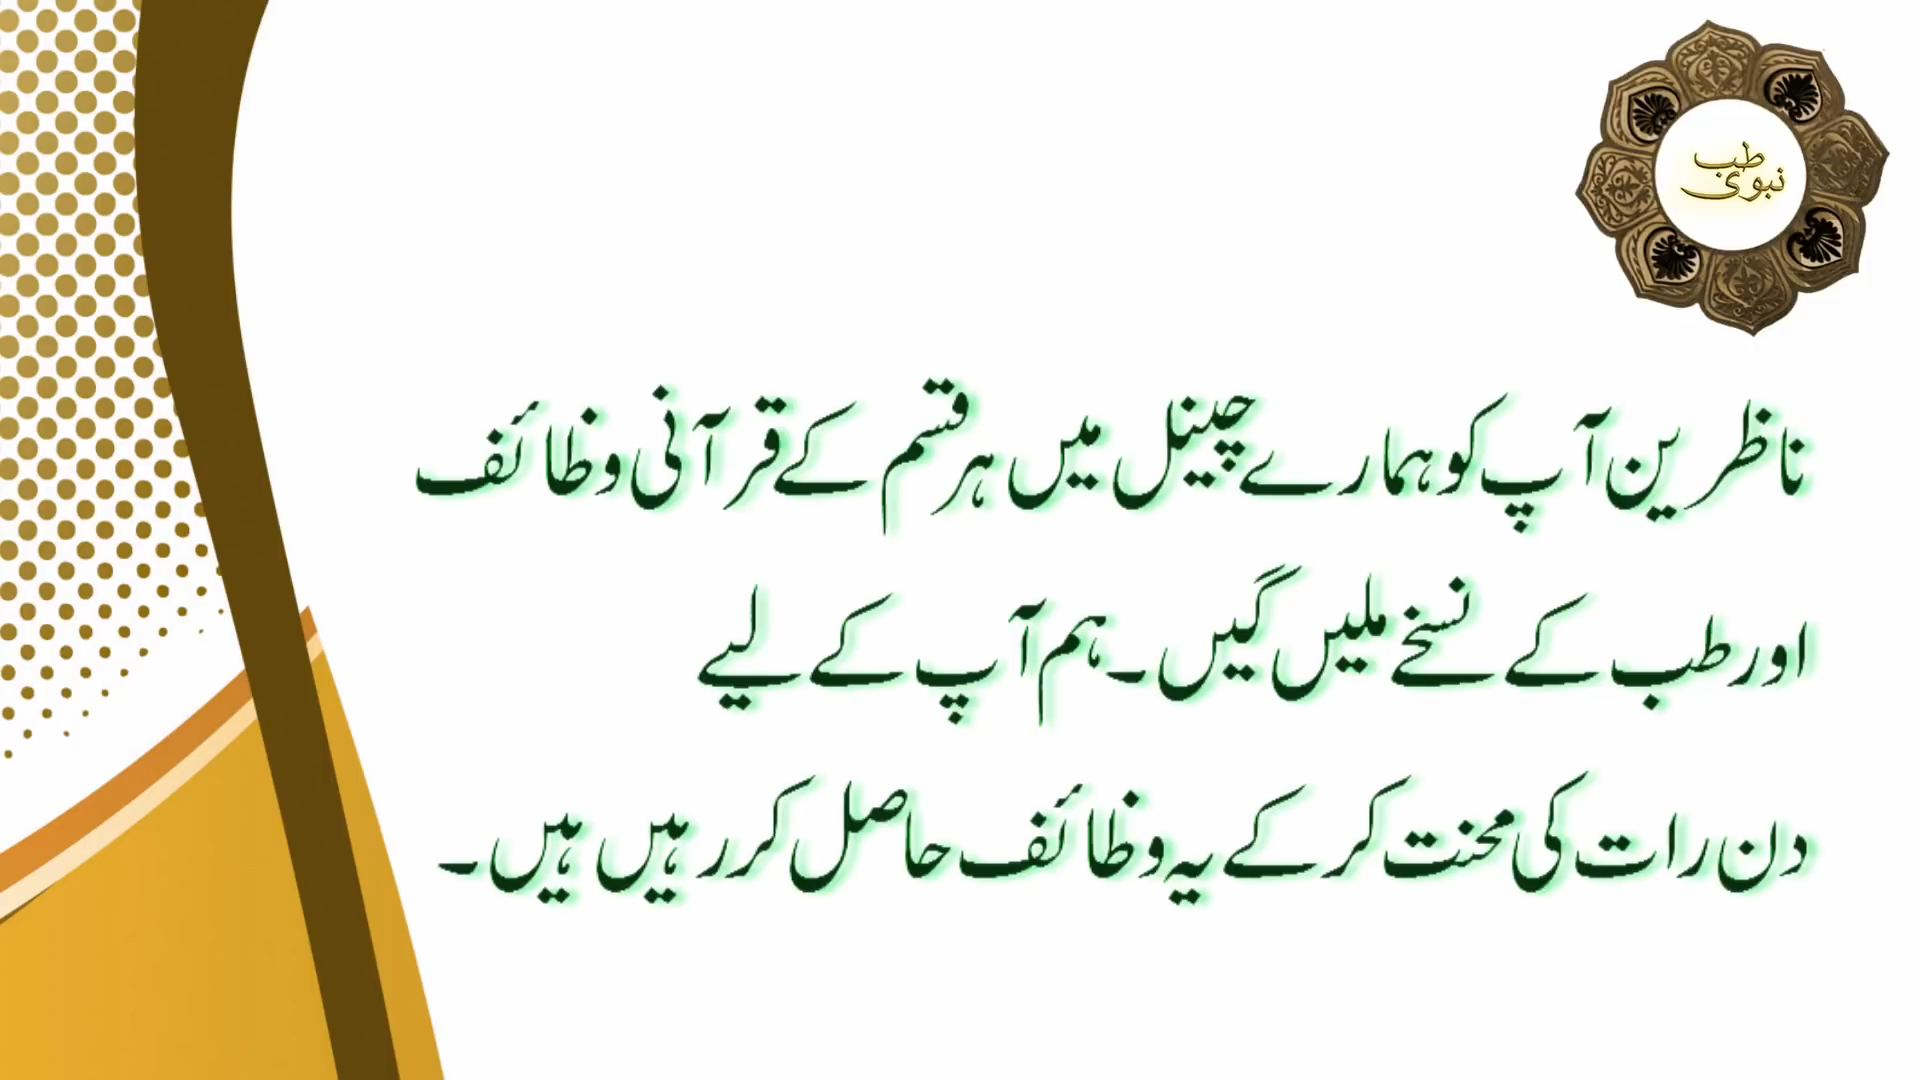 طب
نبوی
ناظرین آپ کو ہمارے چینل میں ہر قسم کے قرآنی وظائف
اور طب کے نسخے ملیں گیں۔ ہم آپ کے لیے
دن رات کی محنت کر کے یہ وظائف حاصل کر رہیں ہیں۔